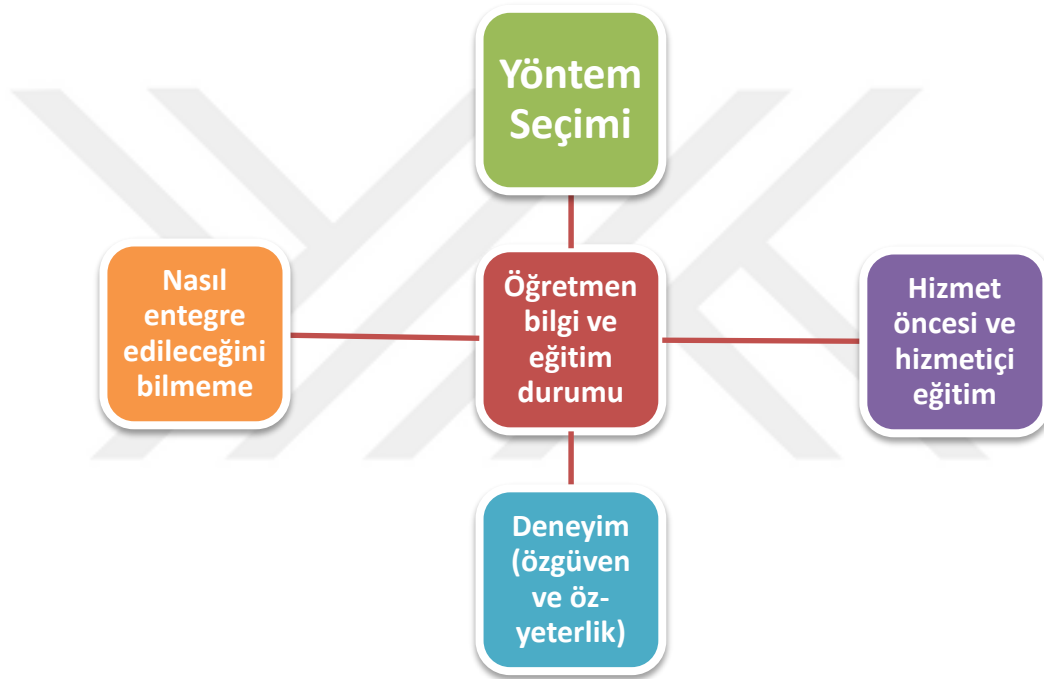 Yöntem
Seçimi
Nasıl
entegre
edileceğini
bilmeme
Öğretmen
bilgi ve
eğitim
durumu
Hizmet
öncesi ve
hizmetiçi
eğitim
Deneyim
(özgüven
ve öz-
yeterlik)